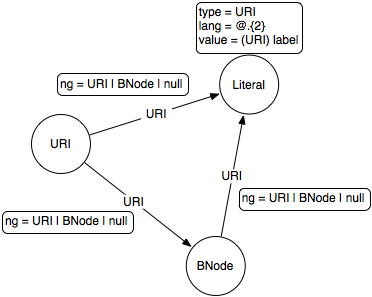 type = URI
lang = @.{2}
value = (URI) label
ng = URI | BNode | null
Literal
URI
URI
URI
URI
ng = URI | BNode | null
ng = URI | BNode | null
BNode